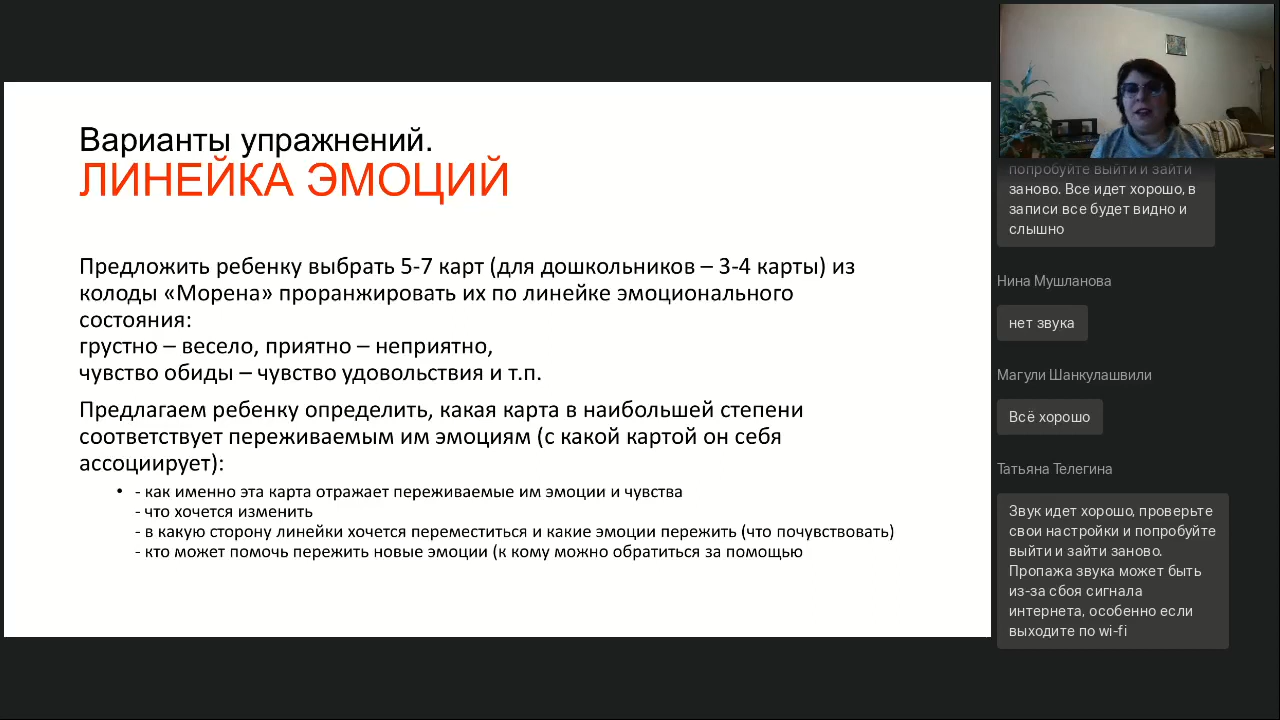 Варианты упражнений.
ЛИНЕЙКА ЭМОЦИЙ
Предложить ребенку выбрать 5-7 карт (для дошкольников – 3-4 карты) из
колоды «Морена» проранжировать их по линейке эмоционального
состояния:
грустно – весело, приятно – неприятно,
чувство обиды – чувство удовольствия и т.п.
Предлагаем ребенку определить, какая карта в наибольшей степени
соответствует переживаемым им эмоциям (с какой картой он себя
ассоциирует):
• - как именно эта карта отражает переживаемые им эмоции и чувства
- что хочется изменить
- в какую сторону линейки хочется переместиться и какие эмоции пережить (что почувствовать)
- кто может помочь пережить новые эмоции (к кому можно обратиться за помощью
попробуйте выйти и зайти
заново. Все идет хорошо, в
записи все будет видно и
слышно
Нина Мушланова
нет звука
Магули Шанкулашвили
Всё хорошо
Татьяна Телегина
Звук идет хорошо, проверьте
свои настройки и попробуйте
выйти и зайти заново.
Пропажа звука может быть
из-за сбоя сигнала
интернета, особенно если
выходите по wi-fi